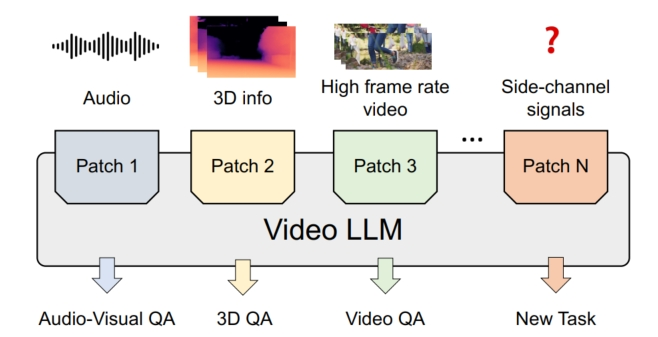 ?
Audio
3D info
High frame rate
video
Side-channel
signals
...
Patch 1
Patch 2
Patch 3
Patch N
Video LLM
Audio-Visual QA
3D QA
Video QA
New Task